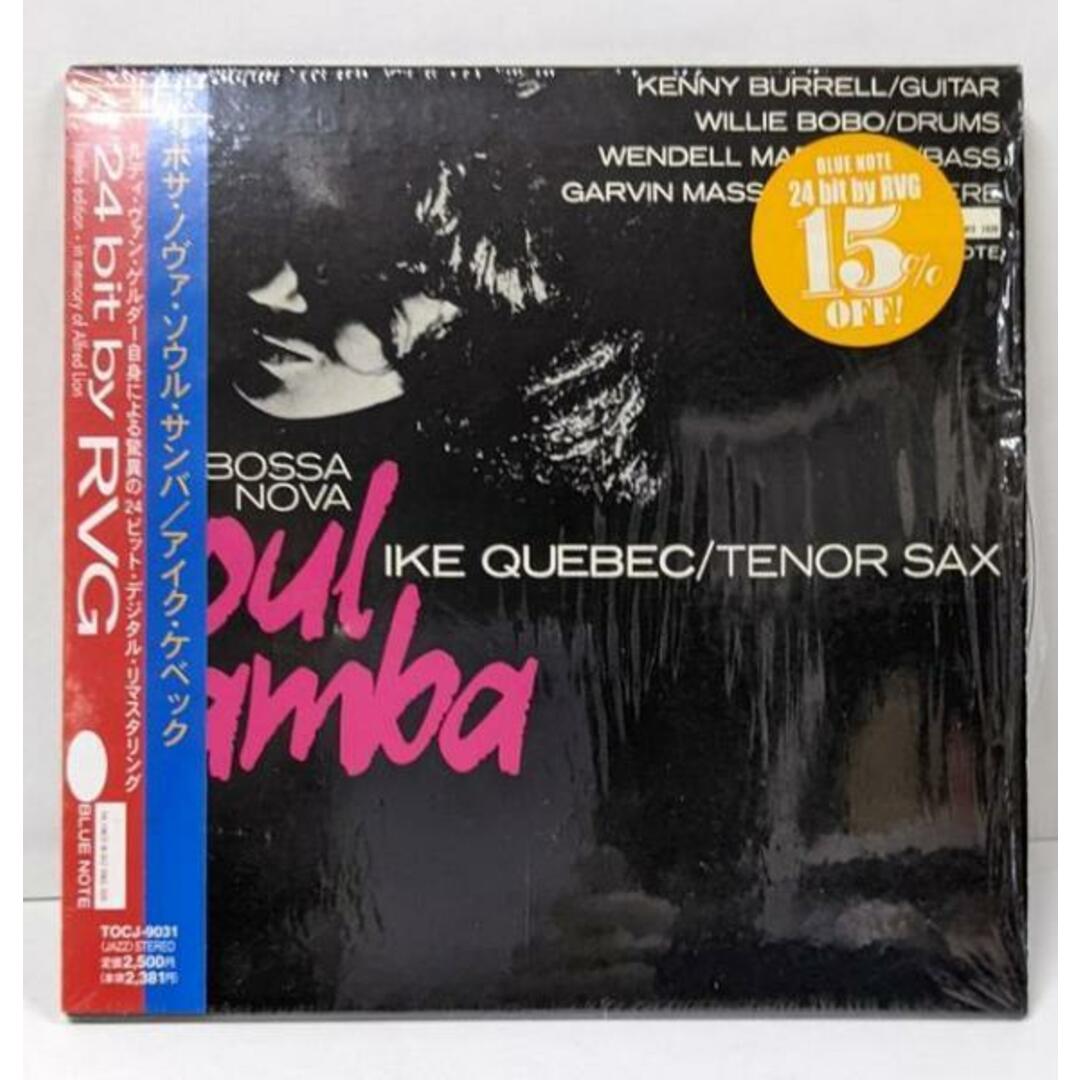 KENNY BURRELL/GUITAR
WILLIE BOBO/DRUMS
WENDELL MA /BASS
GARVIN MASS ERE
BLUE NOTE
24 bit by RVG
15%
OFF!
OTE
BOSSA
NOVA
oul
amba
IKE QUEBEC/TENOR SAX
ボサ・ノヴァ・ソウル・サンバ/アイク・ケベック
ルディ・ヴァン・ゲルダー自身による驚異の24ビット・デジタル・リマスタリング
24 bit by RVG
limited edition・in memory of Alfred Lion
BLUE NOTE
TOCJ-9031
(JAZZ) STEREO
定価2,500円
(本体2,381円)